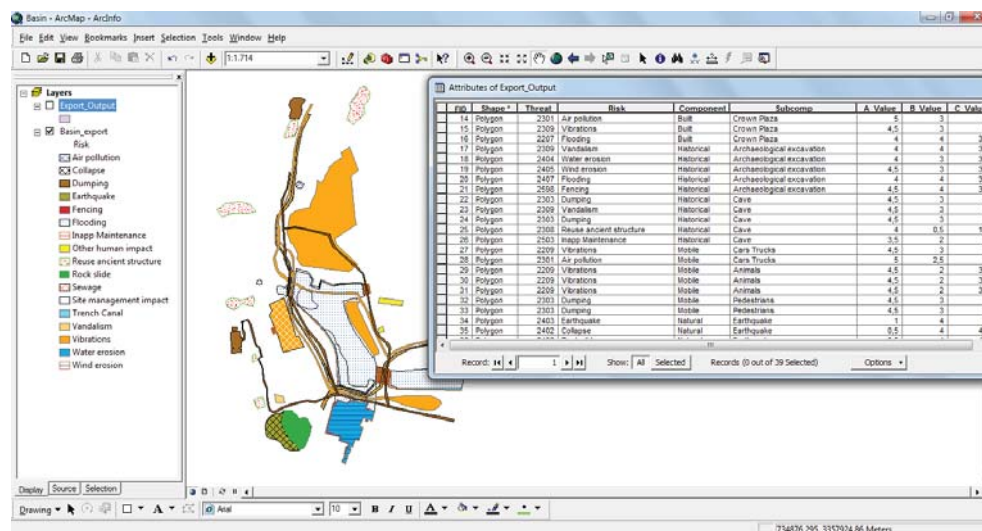 Basin - ArcMap - ArcInfo
File Edit View Bookmarks Insert Selection Tools Window Help
1:1.714
Layers
Export_Output
Basin_export
Risk
Air pollution
Collapse
Dumping
Earthquake
Fencing
Flooding
Inapp Maintenance
Other human impact
Reuse ancient structure
Rock slide
Sewage
Site management impact
Trench Canal
Vandalism
Vibrations
Water erosion
Wind erosion
Display Source Selection
Attributes of Export_Output
FID Shape * Threat Risk Component Subcomp A_Value B_Value C_Valu
14 Polygon 2301 Air pollution Built Crown Plaza 5 3
15 Polygon 2309 Vibrations Built Crown Plaza 4,5 3
16 Polygon 2207 Flooding Built Crown Plaza 4 4 3
17 Polygon 2309 Vandalism Historical Archaeological excavation 4 4 3
18 Polygon 2404 Water erosion Historical Archaeological excavation 4 3 3
19 Polygon 2405 Wind erosion Historical Archaeological excavation 4,5 3 3
20 Polygon 2407 Flooding Historical Archaeological excavation 4 4 3
21 Polygon 2598 Fencing Historical Archaeological excavation 4,5 4 3
22 Polygon 2303 Dumping Historical Cave 4,5 3
23 Polygon 2309 Vandalism Historical Cave 4,5 3
24 Polygon 2303 Dumping Historical Cave 4,5 3
25 Polygon 2308 Reuse ancient structure Historical Cave 4 0,5 1
26 Polygon 2503 Inapp Maintenance Historical Cave 3,5 2
27 Polygon 2209 Vibrations Mobile Cars Trucks 4,5 3
28 Polygon 2301 Air pollution Mobile Cars Trucks 5 2,5
29 Polygon 2209 Vibrations Mobile Animals 4,5 2 3
30 Polygon 2209 Vibrations Mobile Animals 4,5 2 3
31 Polygon 2209 Vibrations Mobile Animals 4,5 2
32 Polygon 2303 Dumping Mobile Pedestrians 4,5 3
33 Polygon 2303 Dumping Mobile Pedestrians 4,5 3
34 Polygon 2403 Earthquake Natural Earthquake 1 4
35 Polygon 2402 Collapse Natural Earthquake 0,5 4 4
Record: 1 Show: All Selected Records (0 out of 39 Selected) Options
Drawing A Arial 10 B I U A
734876,295 3357924,86 Meters